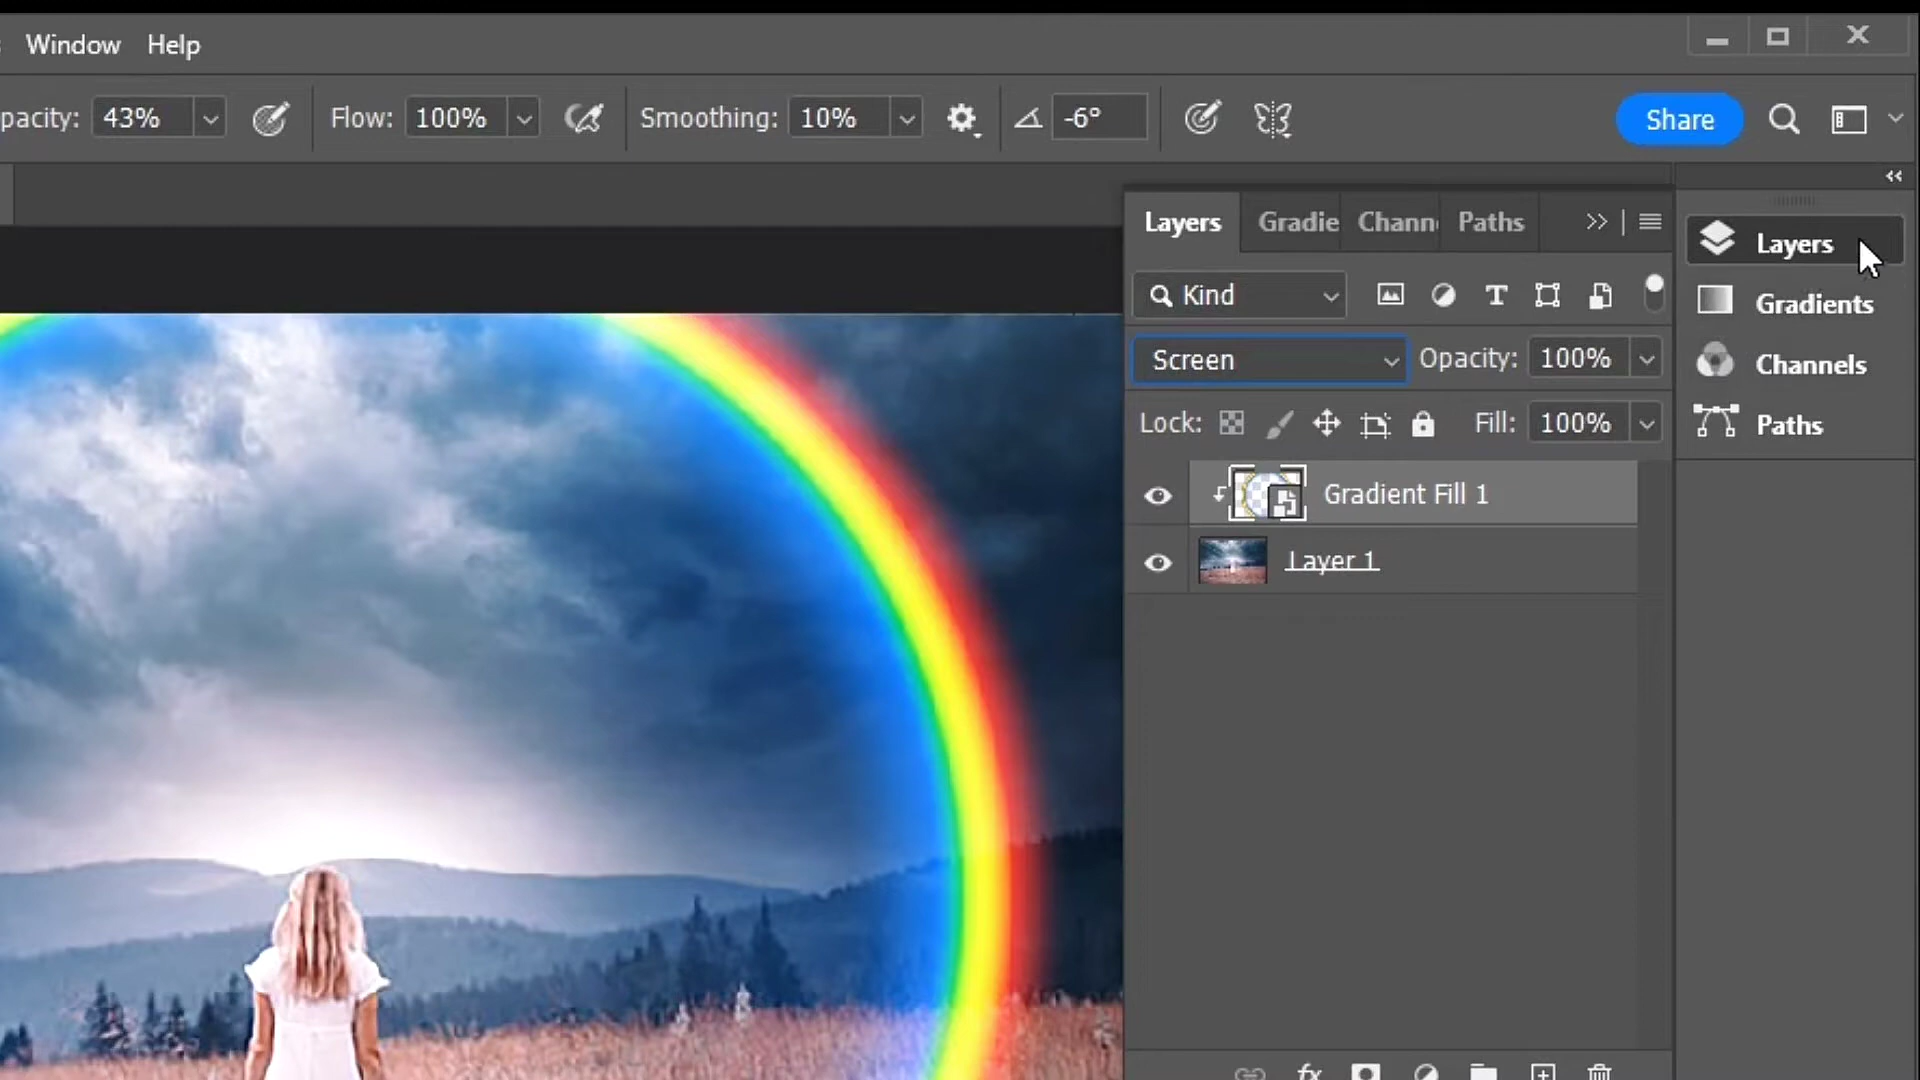 Window Help
pacity: 43% Flow: 100% Smoothing: 10% -6° Share
Layers Gradie Chann Paths
Kind
Screen Opacity: 100%
Lock: Fill: 100%
Gradient Fill 1
Layer 1
fx
Layers
Gradients
Channels
Paths